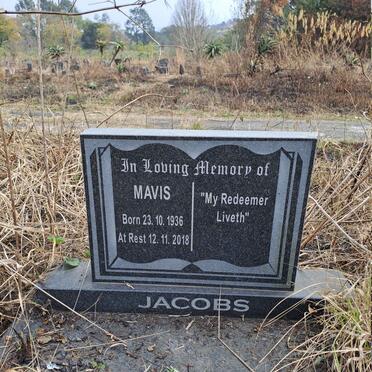 In Loving Memory of
MAVIS
Born 23. 10. 1936
At Rest 12. 11. 2018
"My Redeemer
Liveth"
JACOBS